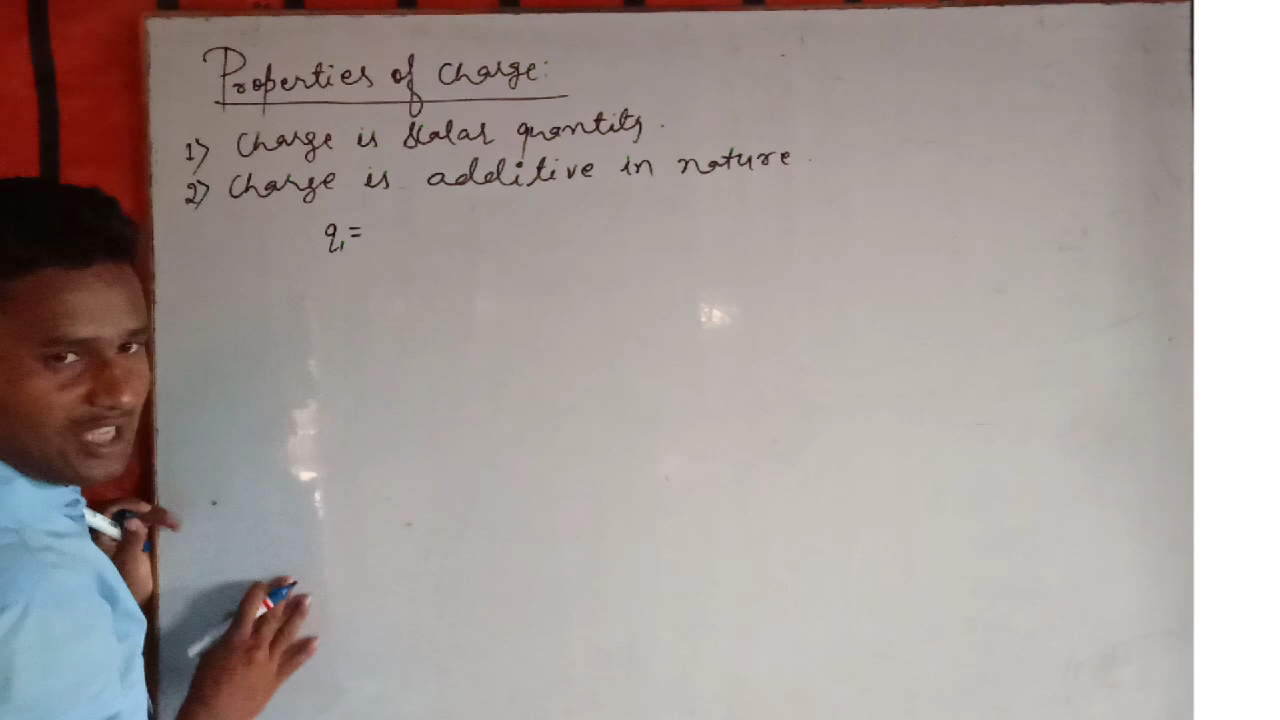 Properties of Charge:
1) Charge is scalar quantity.
2) Charge is additive in nature.
q₁=